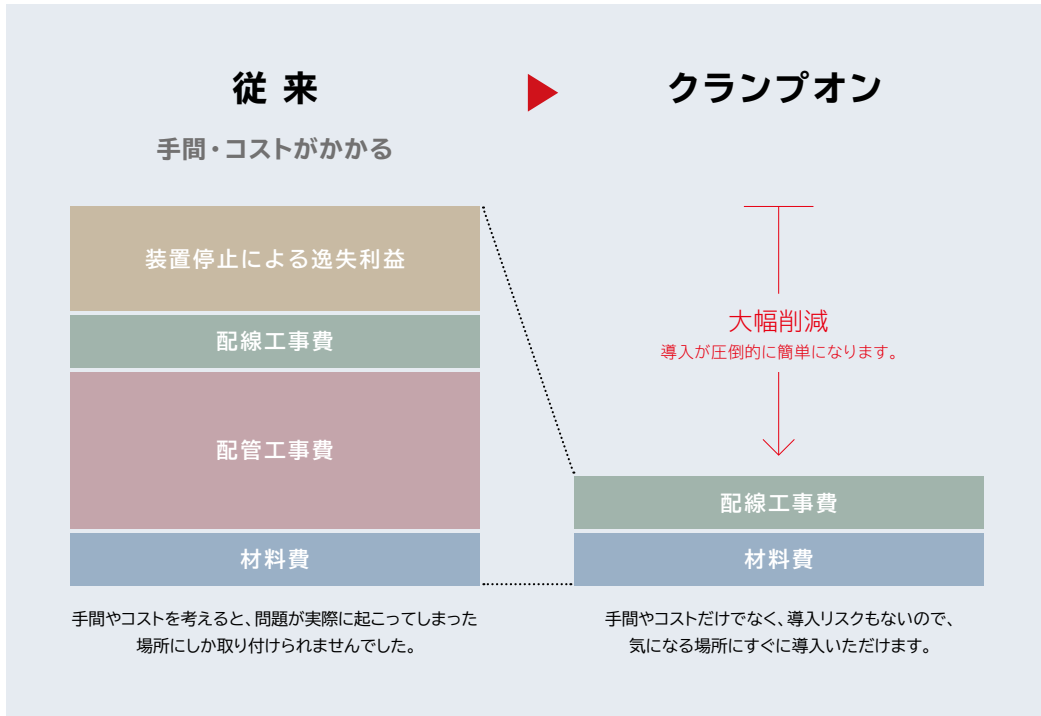 従来
クランプオン
手間・コストがかかる
装置停止による逸失利益
配線工事費
配管工事費
材料費
手間やコストを考えると、問題が実際に起こってしまった
場所にしか取り付けられませんでした。
大幅削減
導入が圧倒的に簡単になります。
配線工事費
材料費
手間やコストだけでなく、導入リスクもないので、
気になる場所にすぐに導入いただけます。